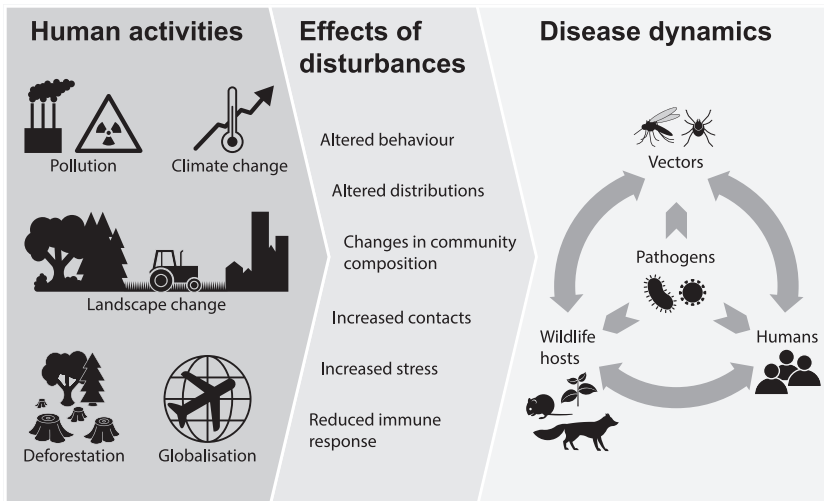 Human activities
Pollution
Climate change
Landscape change
Deforestation
Globalisation
Effects of
disturbances
Altered behaviour
Altered distributions
Changes in community
composition
Increased contacts
Increased stress
Reduced immune
response
Disease dynamics
Vectors
Pathogens
Wildlife
hosts
Humans